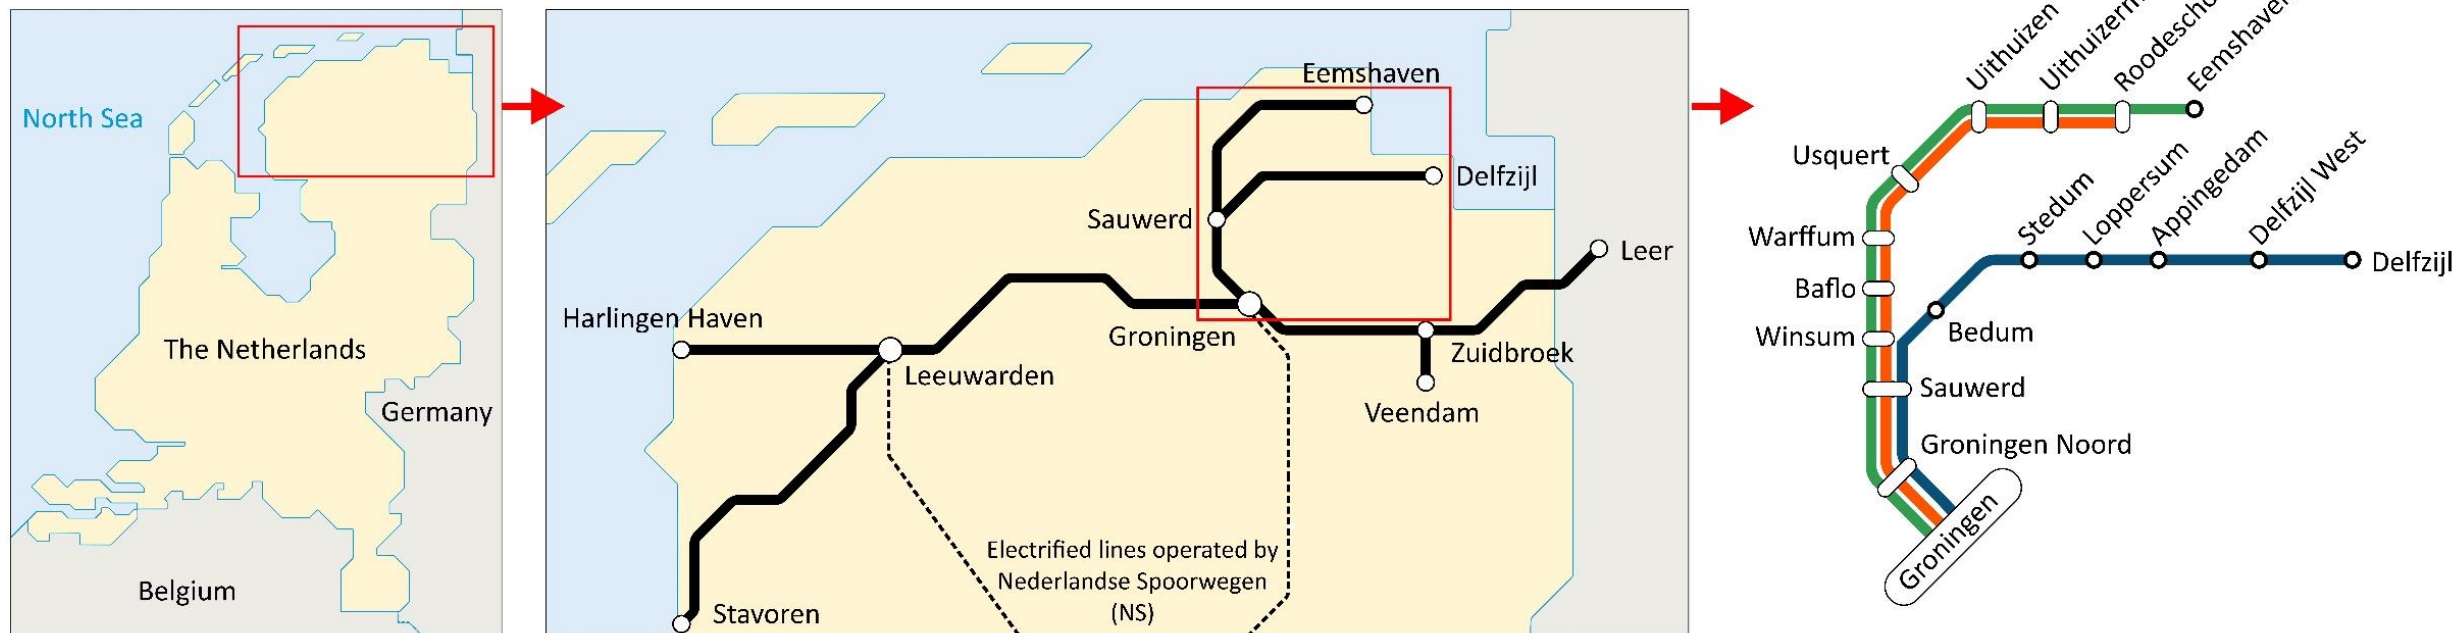 North Sea
The Netherlands
Germany
Belgium
Eemshaven
Delfzijl
Sauwerd
Leer
Harlingen Haven
Groningen
Zuidbroek
Leeuwarden
Veendam
Electrified lines operated by
Nederlandse Spoorwegen
(NS)
Stavoren
Uithuizen
Usquert
Warffum
Baflo
Winsum
Stedum
Loppersum
Appingedam
Delfzijl West
Delfzijl
Bedum
Sauwerd
Groningen Noord
Groningen